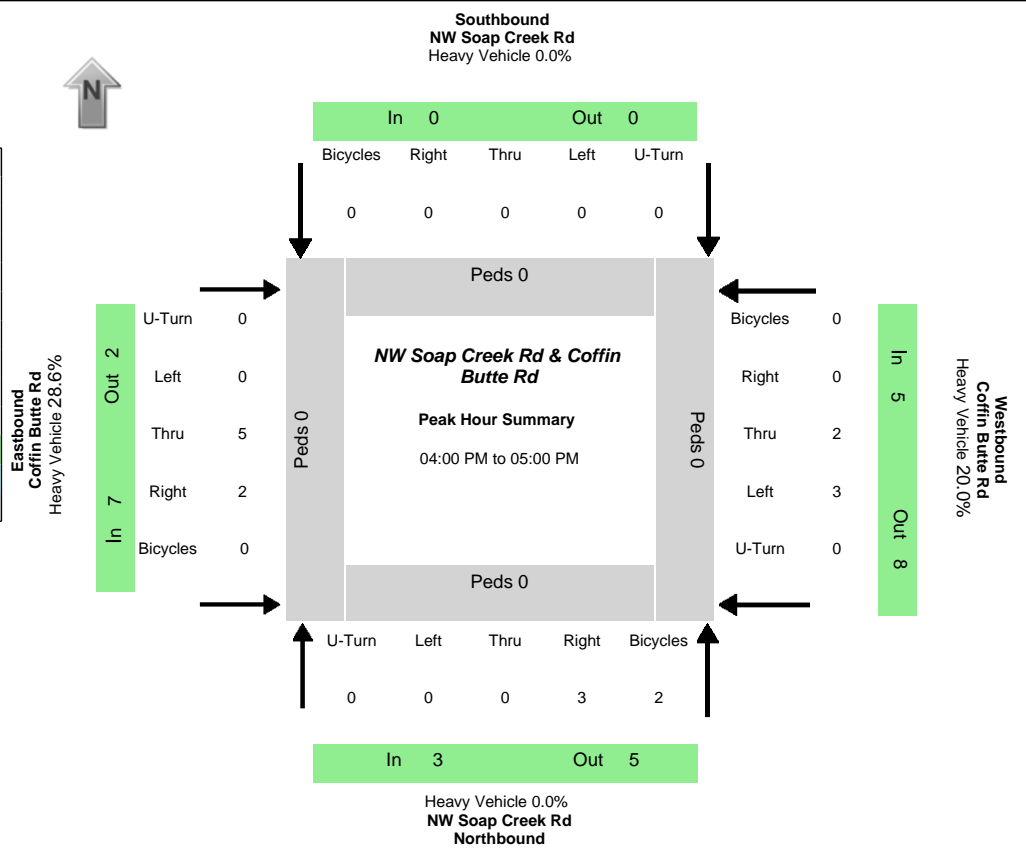 Southbound
NW Soap Creek Rd
Heavy Vehicle 0.0%
N
In 0 Out 0
Bicycles Right Thru Left U-Turn
0 0 0 0 0
Peds 0
Eastbound
Coffin Butte Rd
Heavy Vehicle 28.6%
In 7 Out 2
U-Turn 0
Left 0
Thru 5
Right 2
Bicycles 0
Peds 0
NW Soap Creek Rd & Coffin
Butte Rd
Peak Hour Summary
04:00 PM to 05:00 PM
Peds 0
Bicycles 0
Right 0
Thru 2
Left 3
U-Turn 0
In 5 Out 8
Westbound
Coffin Butte Rd
Heavy Vehicle 20.0%
Peds 0
U-Turn Left Thru Right Bicycles
0 0 0 3 2
In 3 Out 5
Heavy Vehicle 0.0%
NW Soap Creek Rd
Northbound